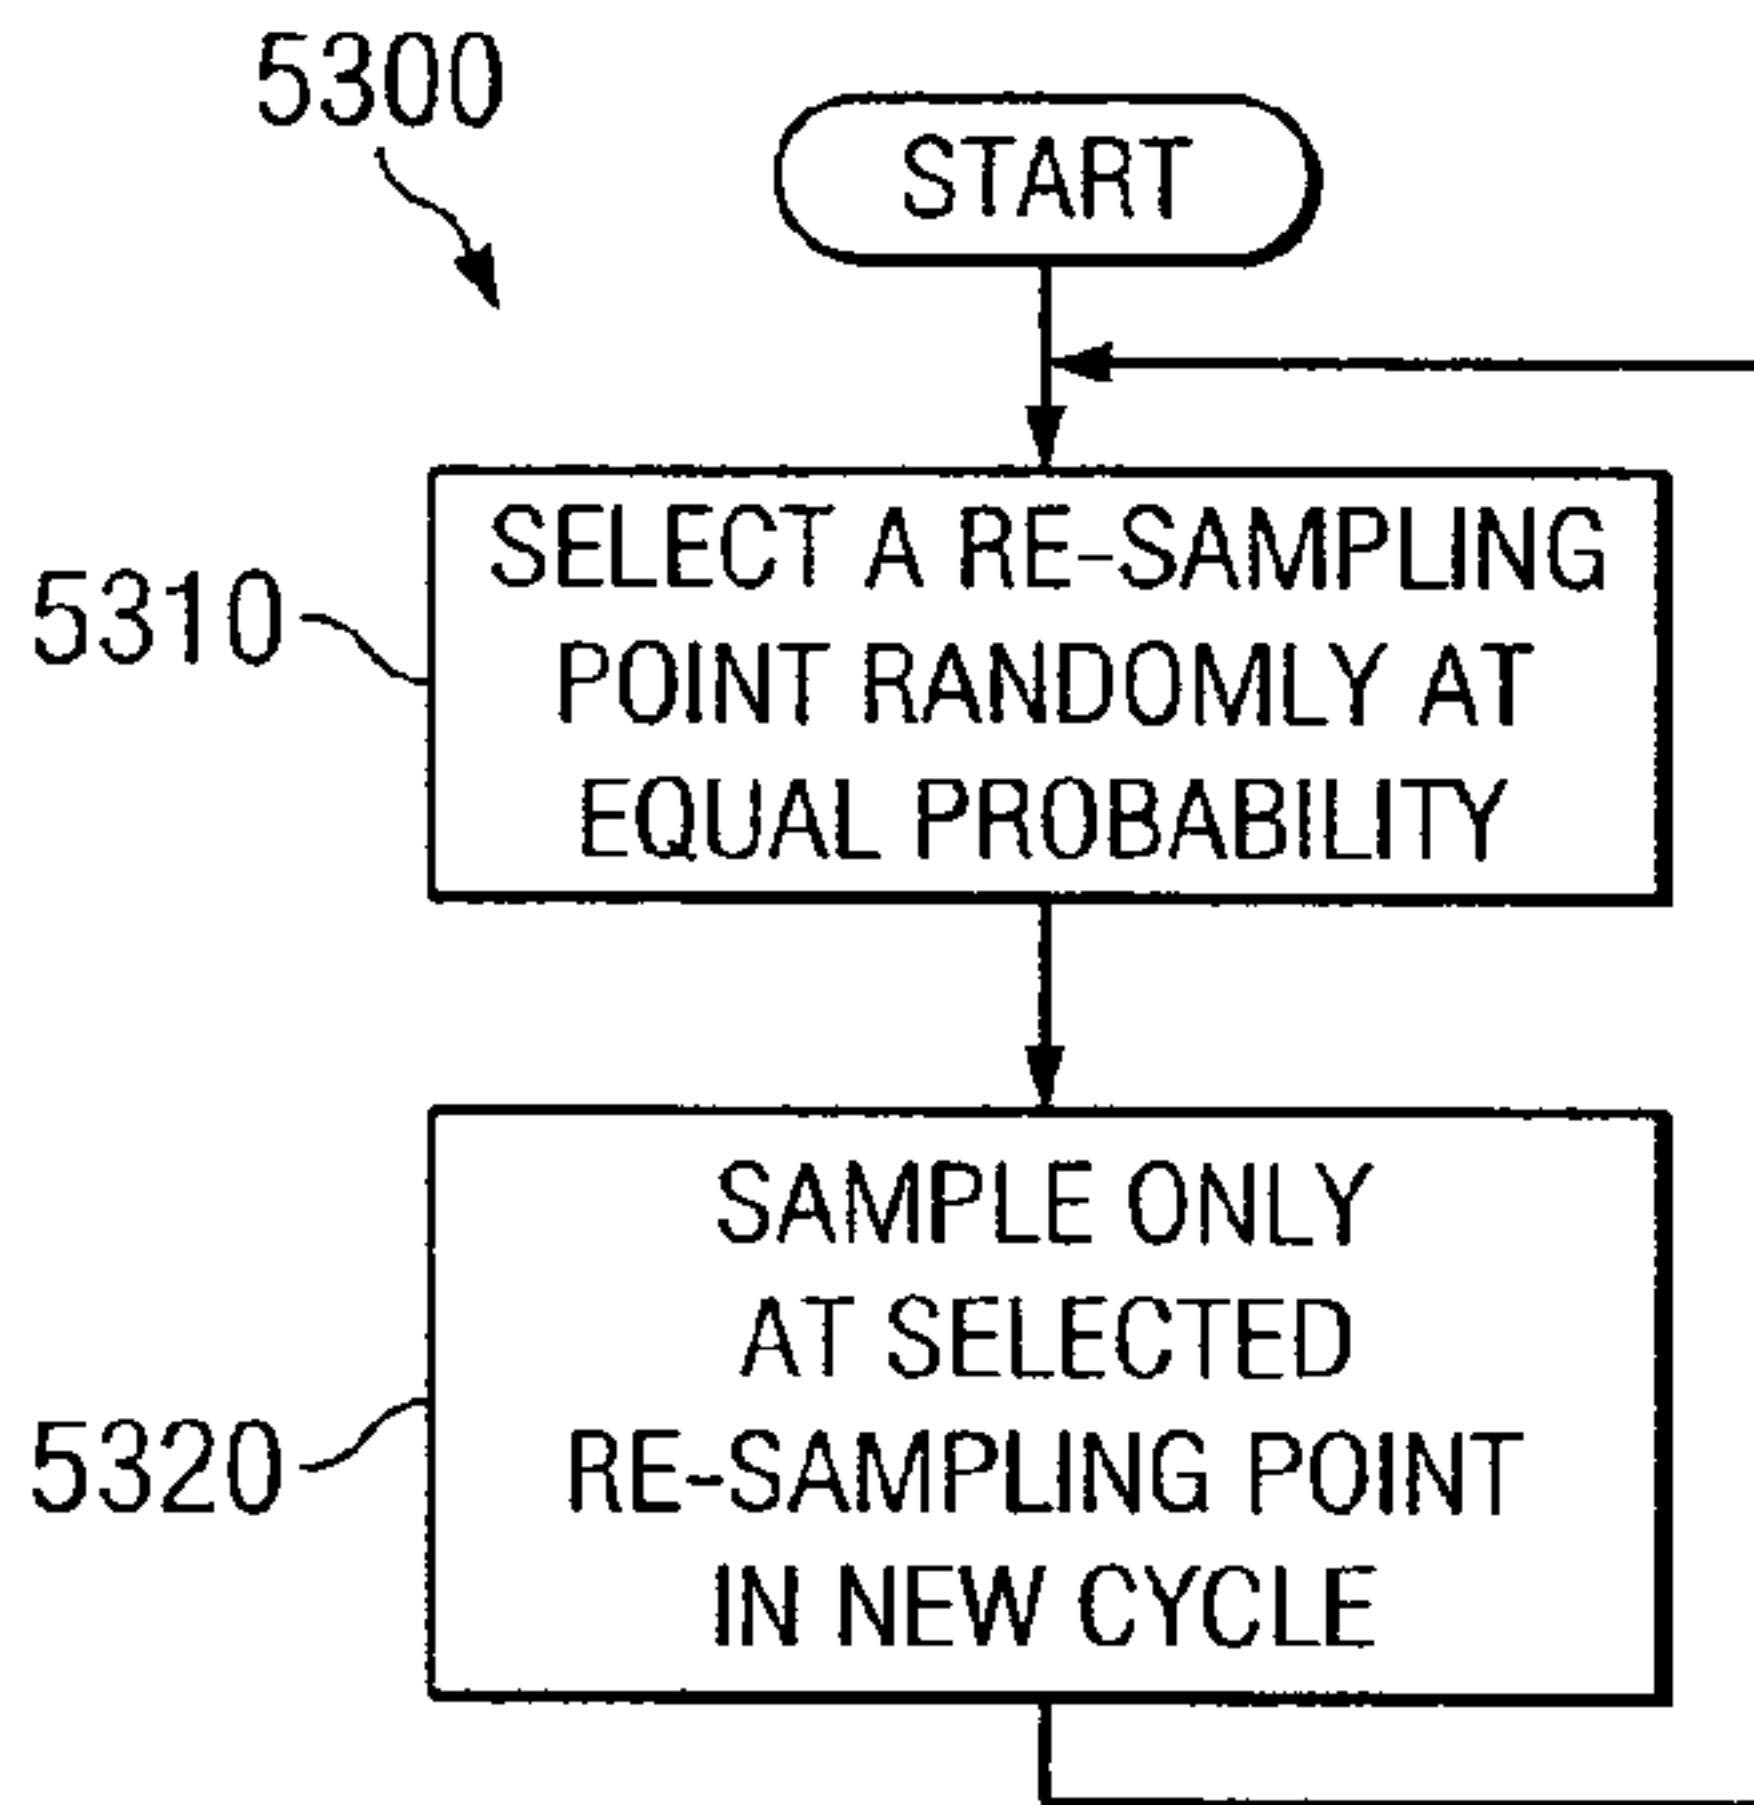 5300
START
5310
SELECT A RE-SAMPLING
POINT RANDOMLY AT
EQUAL PROBABILITY
5320
SAMPLE ONLY
AT SELECTED
RE-SAMPLING POINT
IN NEW CYCLE